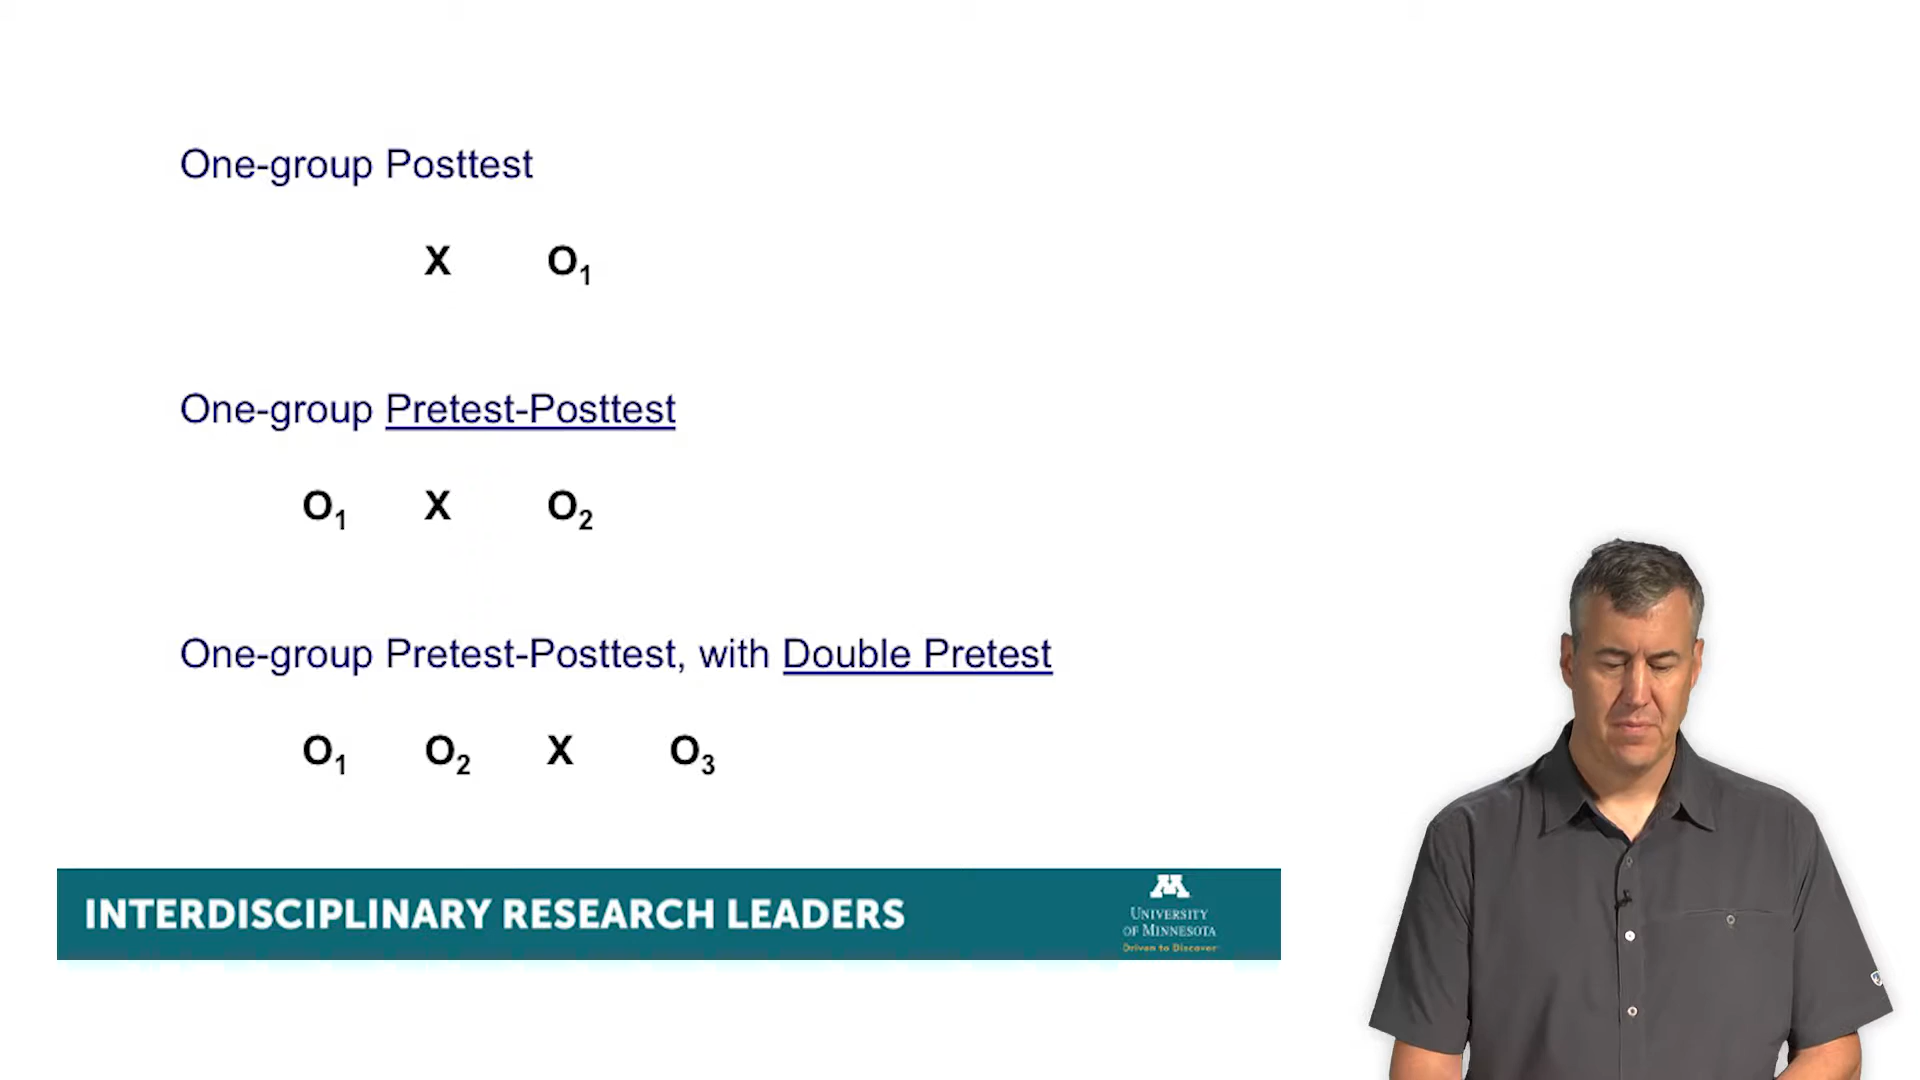 One-group Posttest
X O1
One-group Pretest-Posttest
O1 X O2
One-group Pretest-Posttest, with Double Pretest
O1 O2 X O3
INTERDISCIPLINARY RESEARCH LEADERS
M
UNIVERSITY
OF MINNESOTA
Driven to Discover